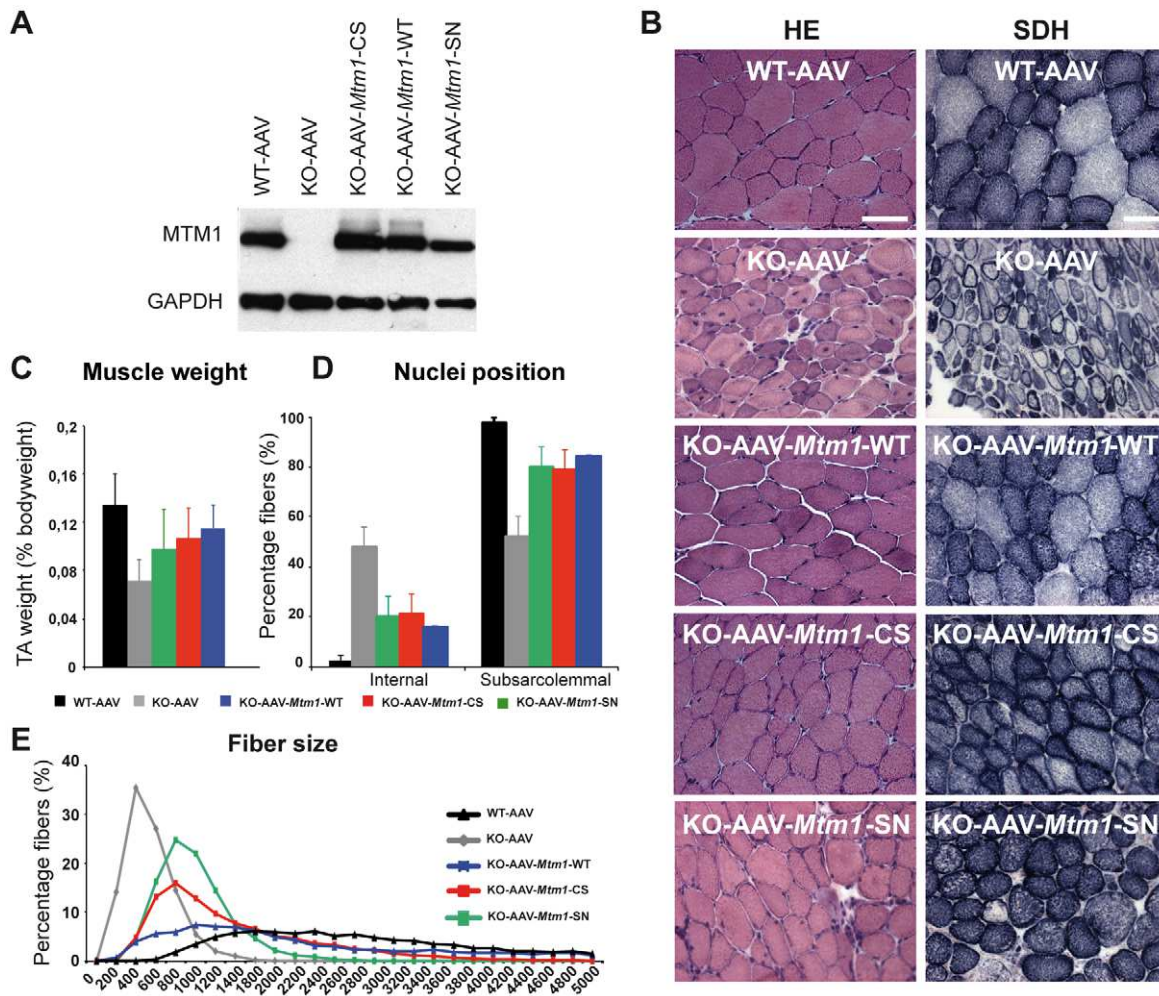 A
WT-AAV
KO-AAV
KO-AAV-Mtm1-CS
KO-AAV-Mtm1-WT
KO-AAV-Mtm1-SN
MTM1
GAPDH
B
HE
SDH
WT-AAV
WT-AAV
KO-AAV
KO-AAV
KO-AAV-Mtm1-WT
KO-AAV-Mtm1-WT
KO-AAV-Mtm1-CS
KO-AAV-Mtm1-CS
KO-AAV-Mtm1-SN
KO-AAV-Mtm1-SN
C
Muscle weight
TA weight (% bodyweight)
0,2
0,16
0,12
0,08
0,04
0
D
Nuclei position
Percentage fibers (%)
100
80
60
40
20
0
Internal
Subsarcolemmal
WT-AAV
KO-AAV
KO-AAV-Mtm1-WT
KO-AAV-Mtm1-CS
KO-AAV-Mtm1-SN
E
Fiber size
Percentage fibers (%)
40
30
20
10
0
WT-AAV
KO-AAV
KO-AAV-Mtm1-WT
KO-AAV-Mtm1-CS
KO-AAV-Mtm1-SN
0 200 400 600 800 1000 1200 1400 1600 1800 2000 2200 2400 2600 2800 3000 3200 3400 3600 3800 4000 4200 4400 4600 4800 5000